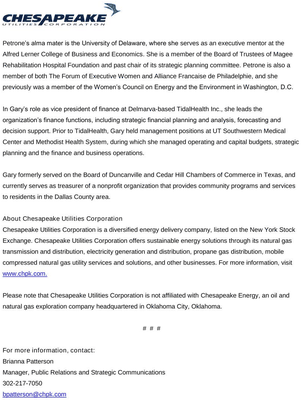 CHESAPEAKE
UTILITIES CORPORATION
Petrone's alma mater is the University of Delaware, where she serves as an executive mentor at the
Alfred Lerner College of Business and Economics. She is a member of the Board of Trustees of Magee
Rehabilitation Hospital Foundation and past chair of its strategic planning committee. Petrone is also a
member of both The Forum of Executive Women and Alliance Francaise de Philadelphie, and she
previously was a member of the Women's Council on Energy and the Environment in Washington, D.C.
In Gary's role as vice president of finance at Delmarva-based TidalHealth Inc., she leads the
organization's finance functions, including strategic financial planning and analysis, forecasting and
decision support. Prior to TidalHealth, Gary held management positions at UT Southwestern Medical
Center and Methodist Health System, during which she managed operating and capital budgets, strategic
planning and the finance and business operations.
Gary formerly served on the Board of Duncanville and Cedar Hill Chambers of Commerce in Texas, and
currently serves as treasurer of a nonprofit organization that provides community programs and services
to residents in the Dallas County area.
About Chesapeake Utilities Corporation
Chesapeake Utilities Corporation is a diversified energy delivery company, listed on the New York Stock
Exchange. Chesapeake Utilities Corporation offers sustainable energy solutions through its natural gas
transmission and distribution, electricity generation and distribution, propane gas distribution, mobile
compressed natural gas utility services and solutions, and other businesses. For more information, visit
www.chpk.com.
Please note that Chesapeake Utilities Corporation is not affiliated with Chesapeake Energy, an oil and
natural gas exploration company headquartered in Oklahoma City, Oklahoma.
# # #
For more information, contact:
Brianna Patterson
Manager, Public Relations and Strategic Communications
302-217-7050
bpatterson@chpk.com